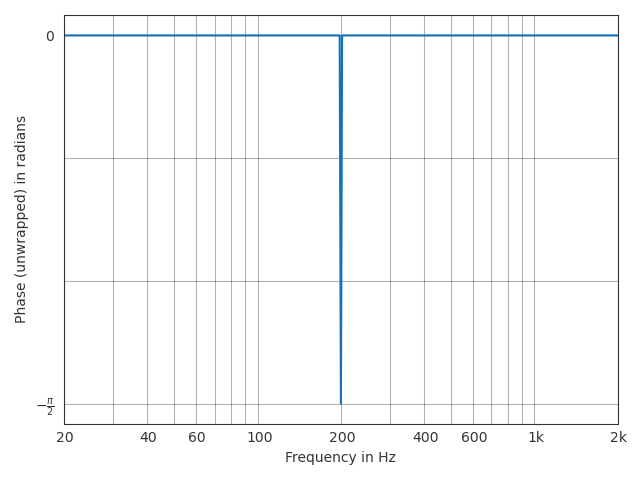 Phase (unwrapped) in radians
0
-π/2
20 40 60 100 200 400 600 1k 2k
Frequency in Hz